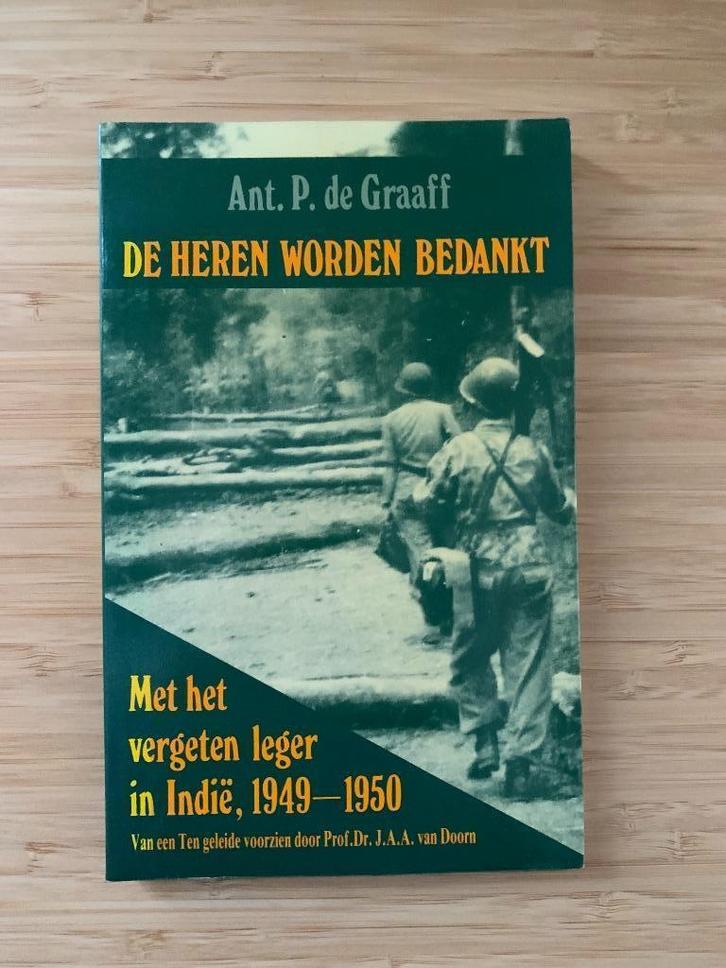 Ant. P. de Graaff
DE HEREN WORDEN BEDANKT
Met het
vergeten leger
in Indië, 1949—1950
Van een Ten geleide voorzien door Prof.Dr. J.A.A. van Doorn